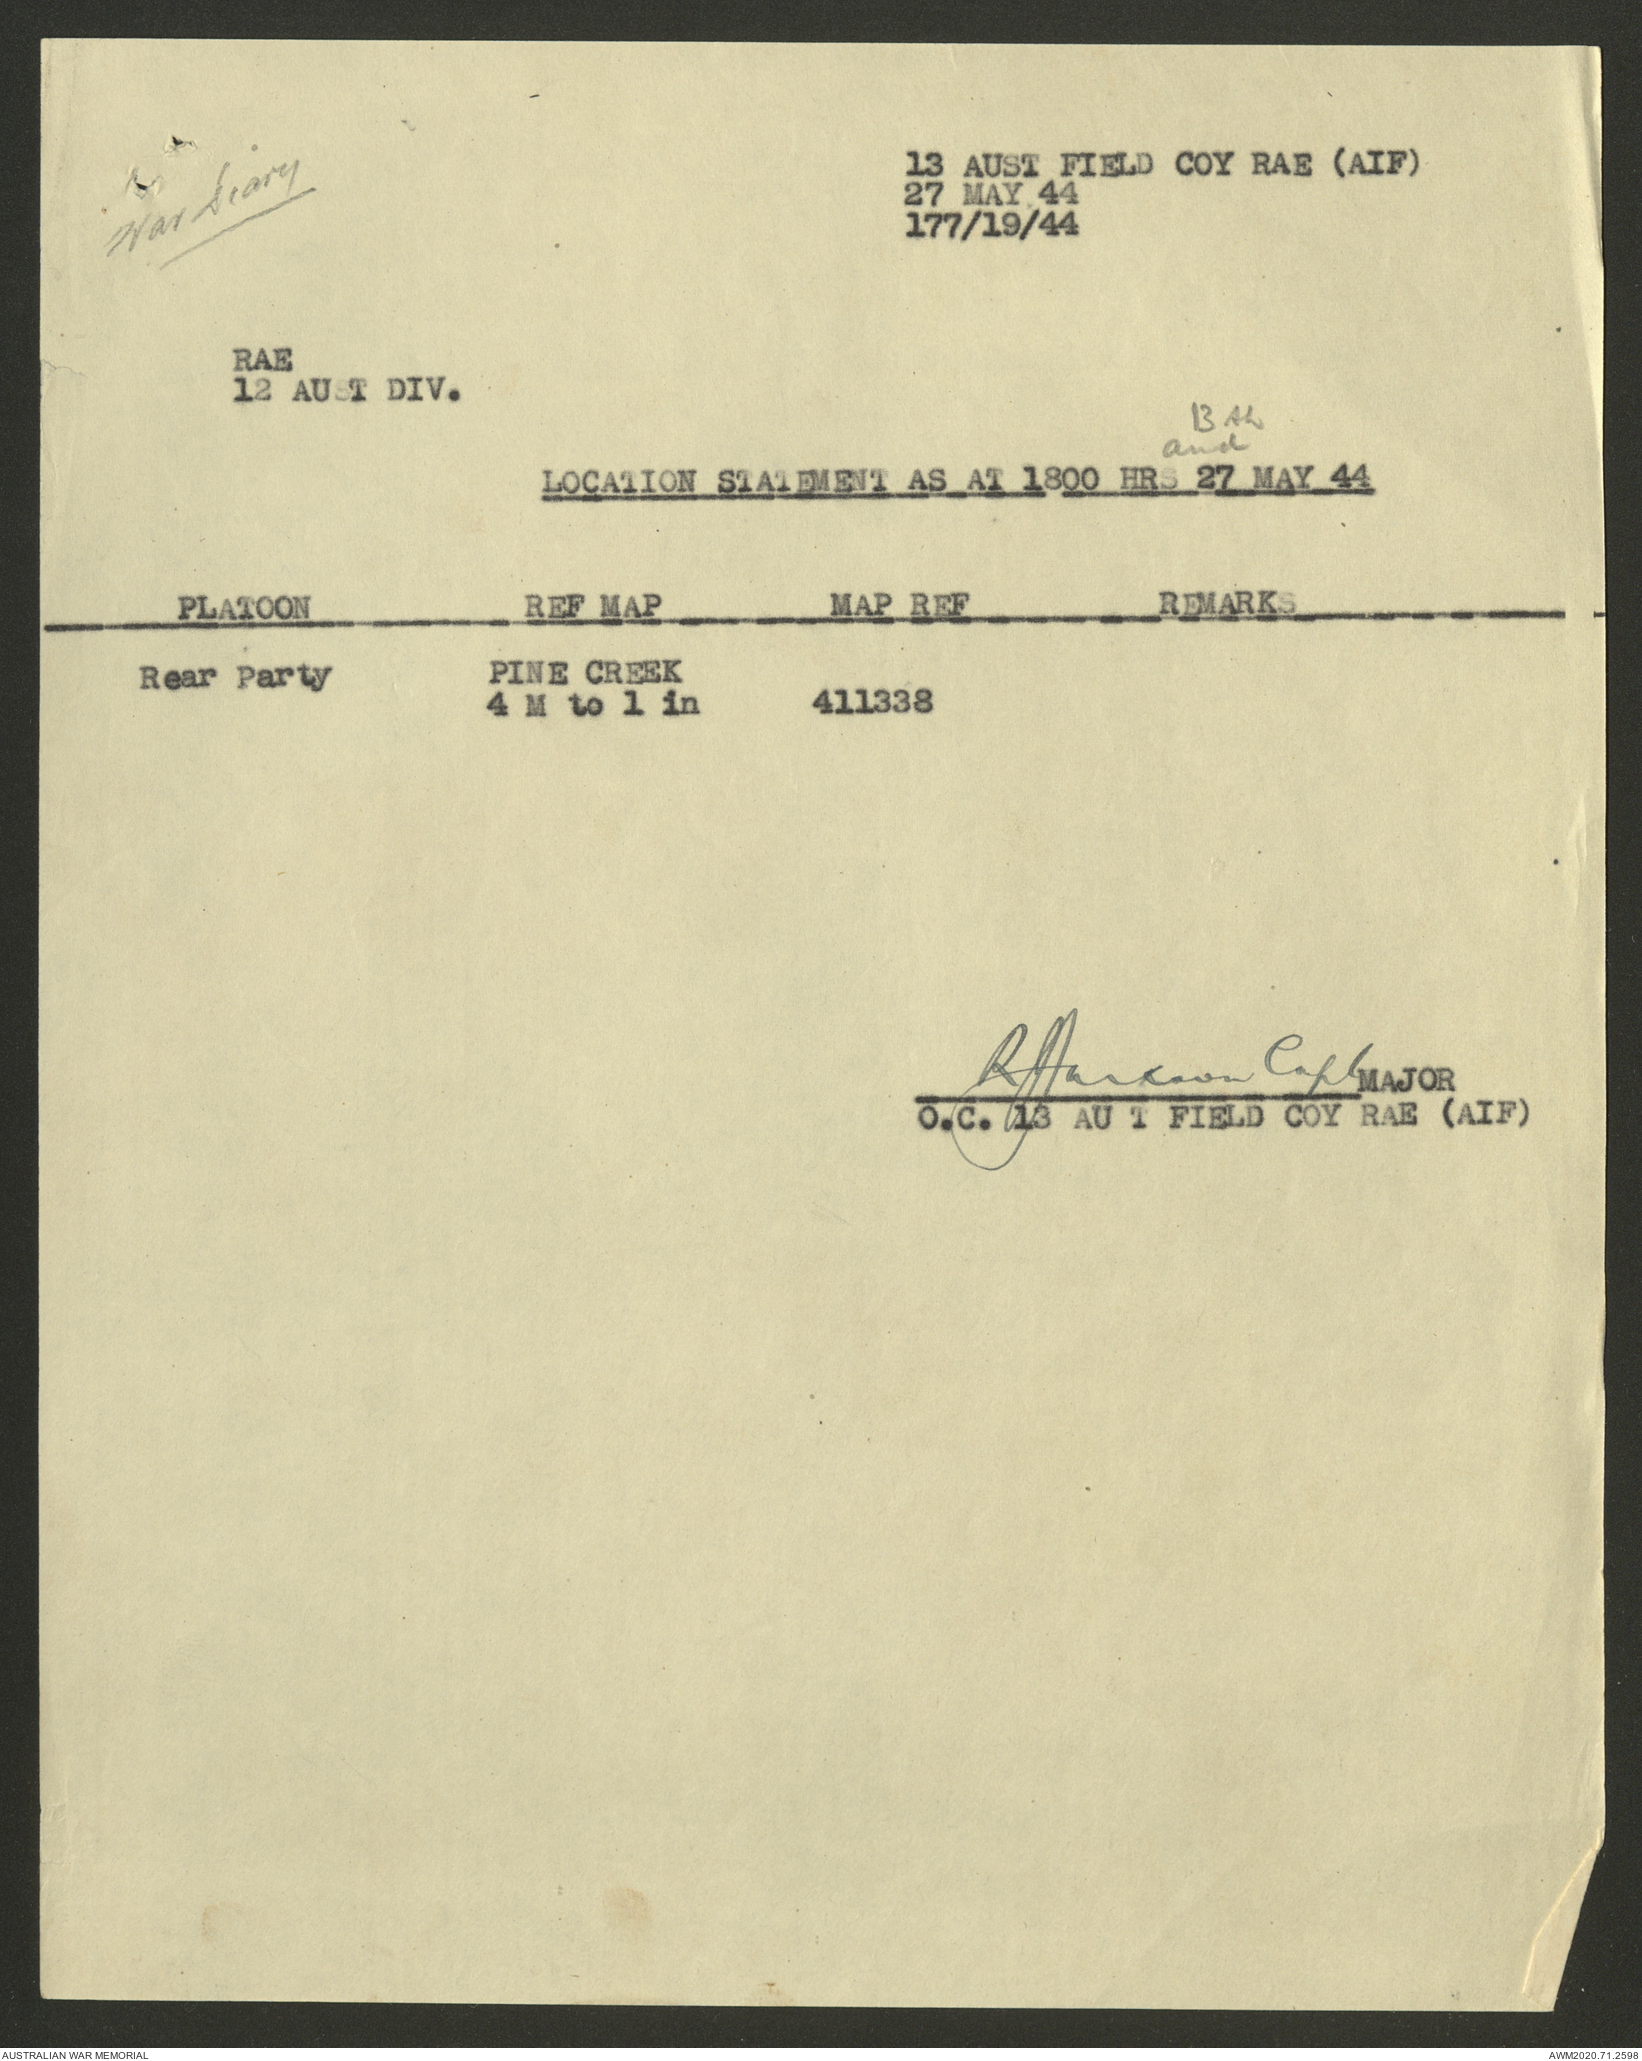 War Diary
13 AUST FIELD COY RAE (AIF)
27 MAY 44
177/19/44
RAE
12 AUST DIV.
13
and
LOCATION STATEMENT AS AT 1800 HRS 27 MAY 44
PLATOON REF MAP MAP REF REMARKS
Rear Party PINE CREEK
4 M to 1 in 411338
Capt MAJOR
O.C. 13 AU T FIELD COY RAE (AIF)
AUSTRALIAN WAR MEMORIAL AWM2020.71.2598